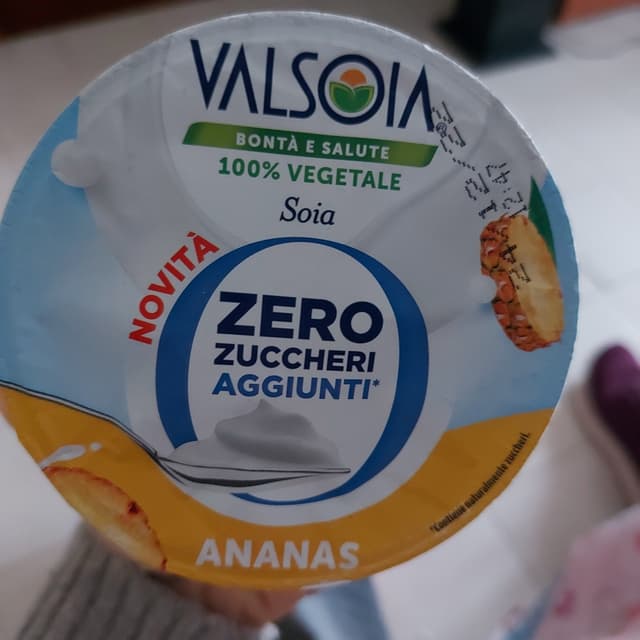 VALSOIA
BONTÀ E SALUTE
100% VEGETALE
Soia
NOVITÀ
ZERO
ZUCCHERI
AGGIUNTI*
ANANAS
*Contiene naturalmente zuccheri.